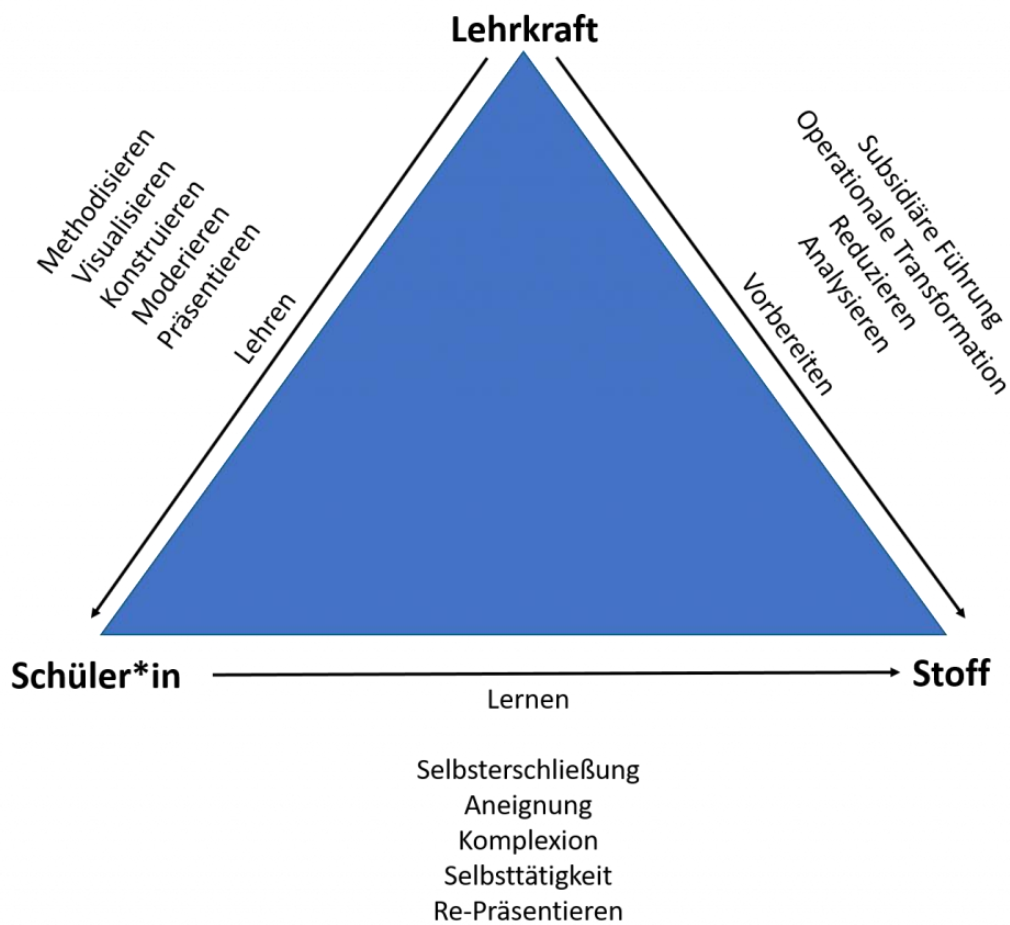 Lehrkraft
Methodisieren
Visualisieren
Konstruieren
Moderieren
Präsentieren
Lehren
Subsidiäre Führung
Operationale Transformation
Reduzieren
Analysieren
Vorbereiten
Schüler*in
Stoff
Lernen
Selbsterschließung
Aneignung
Komplexion
Selbsttätigkeit
Re-Präsentieren